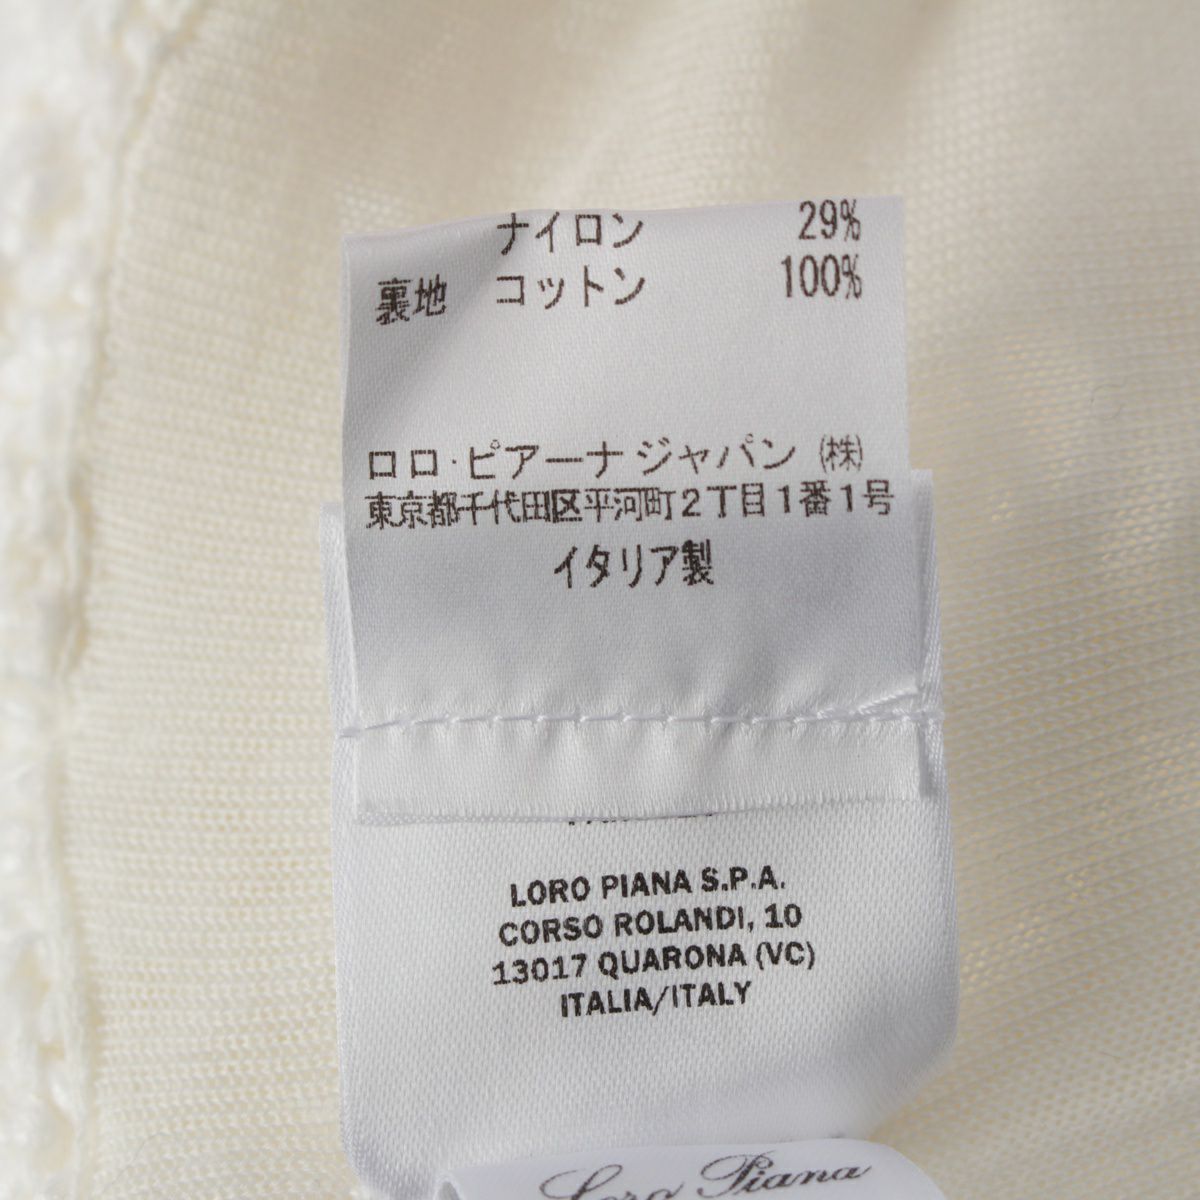 ナイロン 29%
裏地 コットン 100%
ロロ・ピアーナ ジャパン ㈱
東京都千代田区平河町2丁目1番1号
イタリア製
LORO PIANA S.P.A.
CORSO ROLANDI, 10
13017 QUARONA (VC)
ITALIA/ITALY
Loro Piana